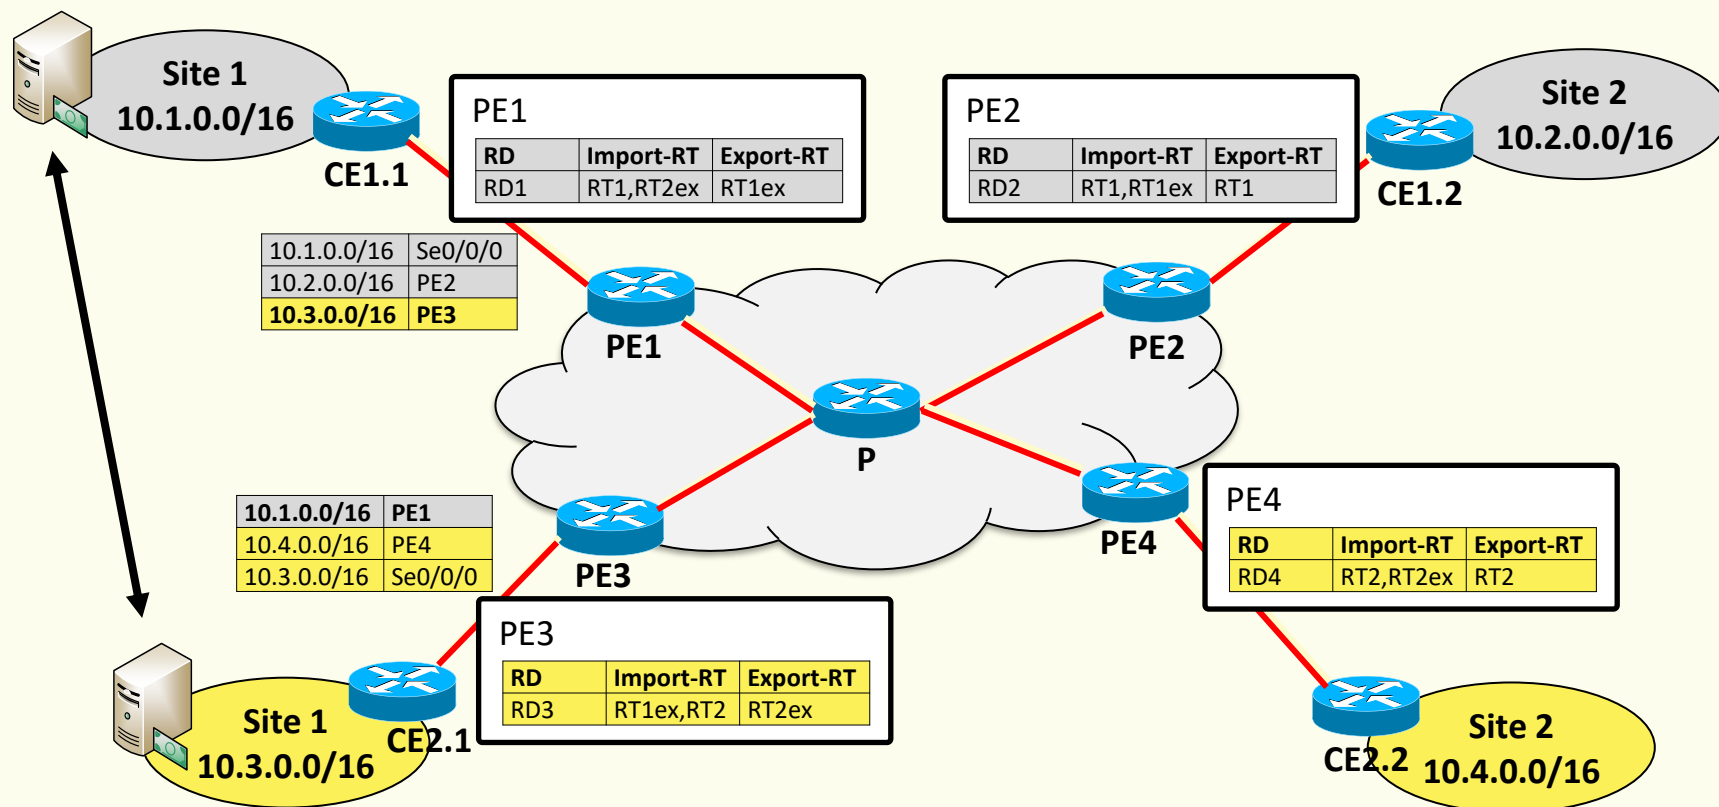 Site 1
10.1.0.0/16
CE1.1
PE1
RD Import-RT Export-RT
RD1 RT1,RT2ex RT1ex
PE2
RD Import-RT Export-RT
RD2 RT1,RT1ex RT1
Site 2
10.2.0.0/16
CE1.2
10.1.0.0/16 Se0/0/0
10.2.0.0/16 PE2
10.3.0.0/16 PE3
PE1
PE2
P
10.1.0.0/16 PE1
10.4.0.0/16 PE4
10.3.0.0/16 Se0/0/0
PE3
PE4
PE4
RD Import-RT Export-RT
RD4 RT2,RT2ex RT2
PE3
RD Import-RT Export-RT
RD3 RT1ex,RT2 RT2ex
Site 1
10.3.0.0/16
CE2.1
CE2.2
Site 2
10.4.0.0/16